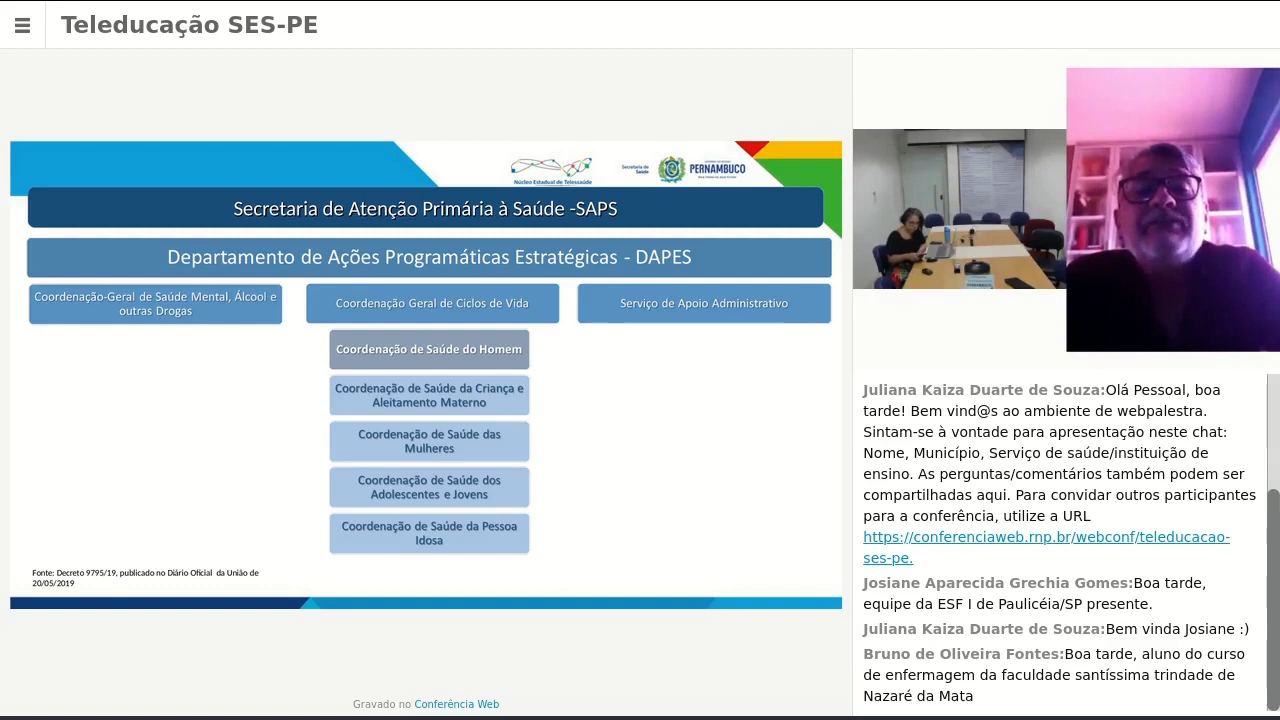 Teleducação SES-PE
Núcleo Estadual de Telessaúde
Secretaria de
Saúde
PERNAMBUCO
Secretaria de Atenção Primária à Saúde -SAPS
Departamento de Ações Programáticas Estratégicas - DAPES
Coordenação-Geral de Saúde Mental, Álcool e
outras Drogas
Coordenação Geral de Ciclos de Vida
Serviço de Apoio Administrativo
Coordenação de Saúde do Homem
Coordenação de Saúde da Criança e
Aleitamento Materno
Coordenação de Saúde das
Mulheres
Coordenação de Saúde dos
Adolescentes e Jovens
Coordenação de Saúde da Pessoa
Idosa
Fonte: Decreto 9795/19, publicado no Diário Oficial da União de
20/05/2019
Gravado no Conferência Web
Juliana Kaiza Duarte de Souza:Olá Pessoal, boa
tarde! Bem vind@s ao ambiente de webpalestra.
Sintam-se à vontade para apresentação neste chat:
Nome, Município, Serviço de saúde/instituição de
ensino. As perguntas/comentários também podem ser
compartilhadas aqui. Para convidar outros participantes
para a conferência, utilize a URL
https://conferenciaweb.rnp.br/webconf/teleducacao-
ses-pe.
Josiane Aparecida Grechia Gomes:Boa tarde,
equipe da ESF I de Paulicéia/SP presente.
Juliana Kaiza Duarte de Souza:Bem vinda Josiane :)
Bruno de Oliveira Fontes:Boa tarde, aluno do curso
de enfermagem da faculdade santíssima trindade de
Nazaré da Mata